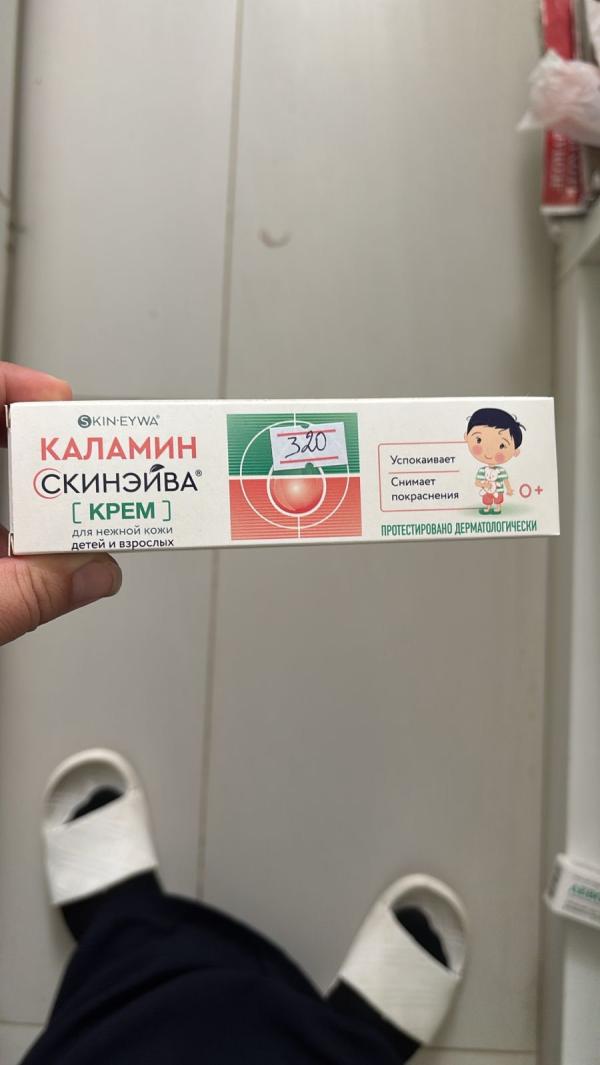 SKIN·EYWA®
КАЛАМИН
СКИНЭЙВА®
[ КРЕМ ]
для нежной кожи
детей и взрослых
320
Успокаивает
Снимает
покраснения
0+
ПРОТЕСТИРОВАНО ДЕРМАТОЛОГИЧЕСКИ